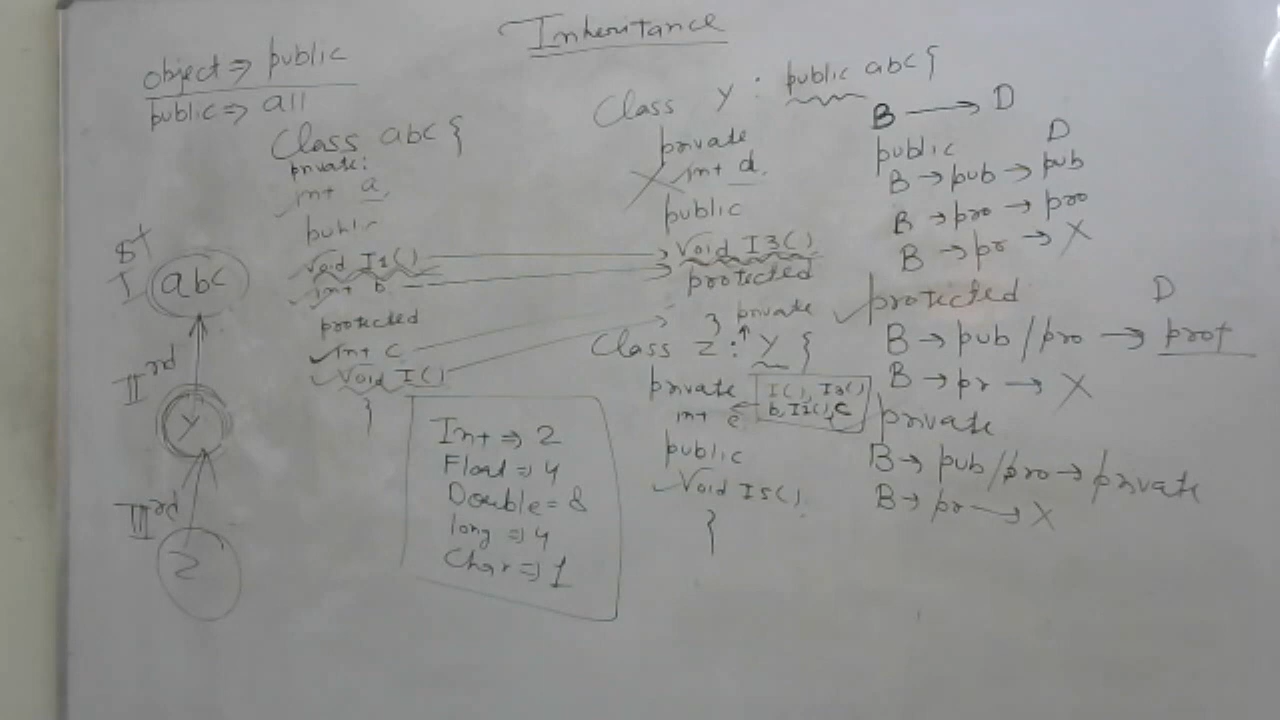 Inheritance
object => public
public => all
Class abc {
private:
int a
public
void I1()
int b
protected
int c
void I()
}
Ist
abc
IIrd
y
IIIrd
Z
Int => 2
Float => 4
Double = 8
long => 4
Char => 1
Class y : public abc {
private
int d
public
void I3()
protected
}
private
Class Z : y {
private
int e
I(), I3()
b, I1(), c
public
void I5()
}
B → D
public D
B → pub → pub
B → pro → pro
B → pr → X
protected D
B → pub/pro → prot
B → pr → X
private
B → pub/pro → private
B → pr → X